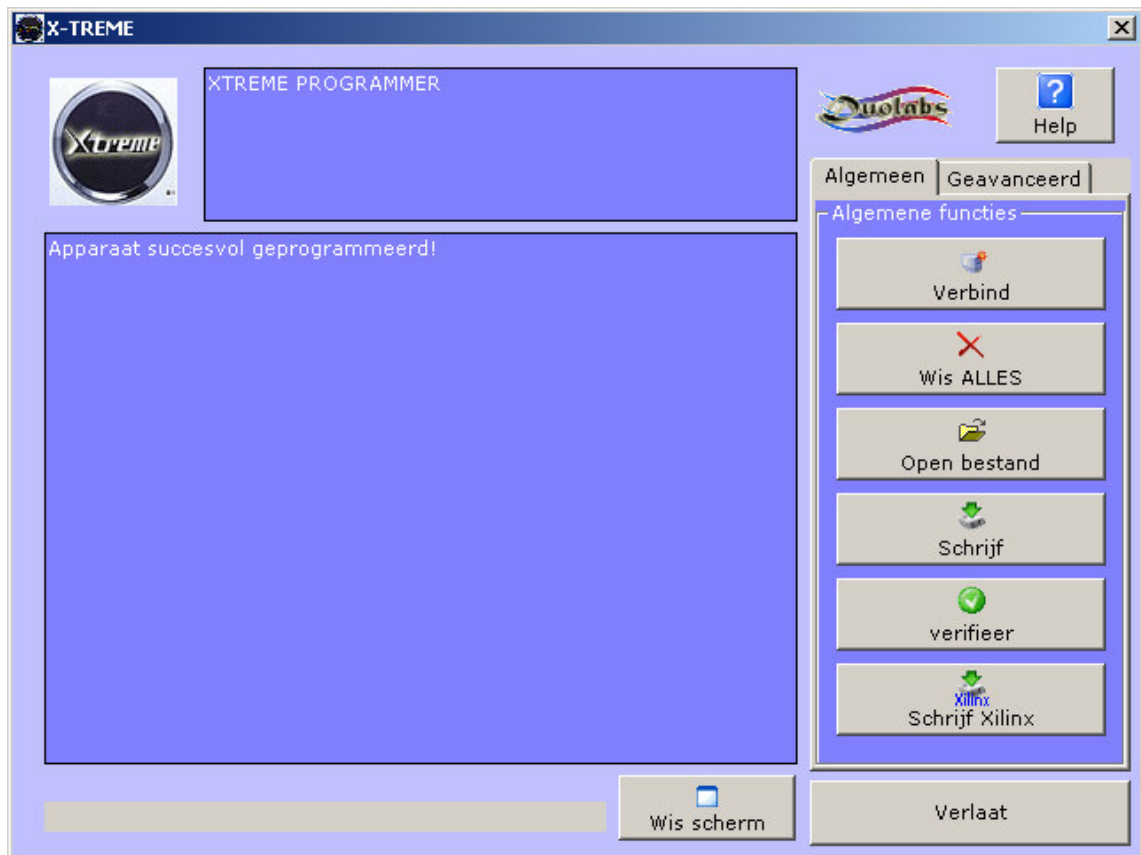 X-TREME
Xtreme
XTREME PROGRAMMER
Duolabs
Help
Algemeen
Geavanceerd
Algemene functies
Apparaat succesvol geprogrammeerd!
Verbind
Wis ALLES
Open bestand
Schrijf
verifieer
Xilinx
Schrijf Xilinx
Wis scherm
Verlaat